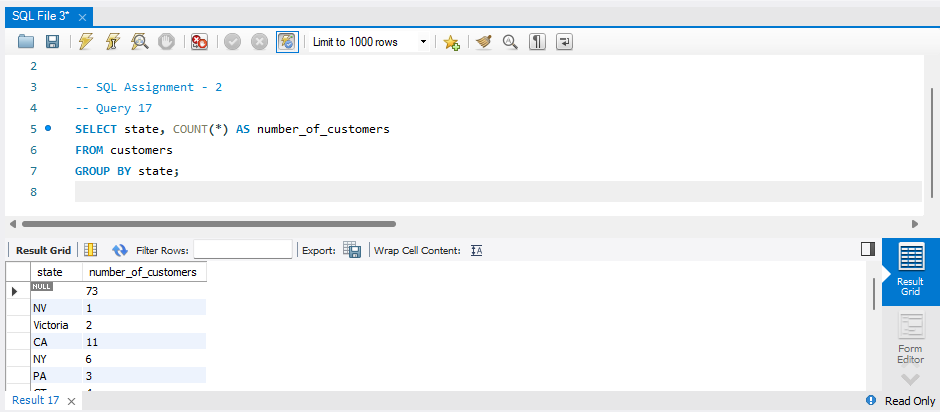 SQL File 3* ×
Limit to 1000 rows
2
3 -- SQL Assignment - 2
4 -- Query 17
5 SELECT state, COUNT(*) AS number_of_customers
6 FROM customers
7 GROUP BY state;
8
Result Grid Filter Rows: Export: Wrap Cell Content: IA
state number_of_customers
NULL 73
NV 1
Victoria 2
CA 11
NY 6
PA 3
Result Grid
Form Editor
Result 17 × Read Only